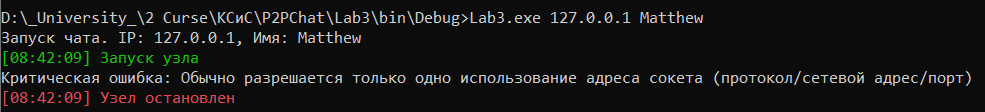 D:\_University_\2 Curse\КСиС\P2PChat\Lab3\bin\Debug>Lab3.exe 127.0.0.1 Matthew
Запуск чата. IP: 127.0.0.1, Имя: Matthew
[08:42:09] Запуск узла
Критическая ошибка: Обычно разрешается только одно использование адреса сокета (протокол/сетевой адрес/порт)
[08:42:09] Узел остановлен